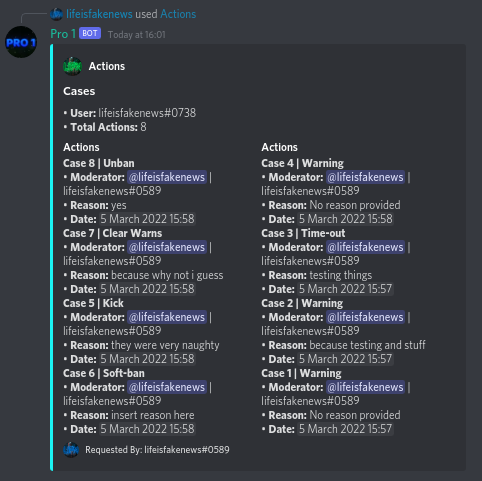 lifeisfakenews used Actions
PRO 1
Pro 1 BOT Today at 16:01
Actions
Cases
• User: lifeisfakenews#0738
• Total Actions: 8
Actions
Case 8 | Unban
• Moderator: @lifeisfakenews |
lifeisfakenews#0589
• Reason: yes
• Date: 5 March 2022 15:58
Case 7 | Clear Warns
• Moderator: @lifeisfakenews |
lifeisfakenews#0589
• Reason: because why not i guess
• Date: 5 March 2022 15:58
Case 5 | Kick
• Moderator: @lifeisfakenews |
lifeisfakenews#0589
• Reason: they were very naughty
• Date: 5 March 2022 15:58
Case 6 | Soft-ban
• Moderator: @lifeisfakenews |
lifeisfakenews#0589
• Reason: insert reason here
• Date: 5 March 2022 15:58
Actions
Case 4 | Warning
• Moderator: @lifeisfakenews |
lifeisfakenews#0589
• Reason: No reason provided
• Date: 5 March 2022 15:58
Case 3 | Time-out
• Moderator: @lifeisfakenews |
lifeisfakenews#0589
• Reason: testing things
• Date: 5 March 2022 15:57
Case 2 | Warning
• Moderator: @lifeisfakenews |
lifeisfakenews#0589
• Reason: because testing and stuff
• Date: 5 March 2022 15:57
Case 1 | Warning
• Moderator: @lifeisfakenews |
lifeisfakenews#0589
• Reason: No reason provided
• Date: 5 March 2022 15:57
Requested By: lifeisfakenews#0589